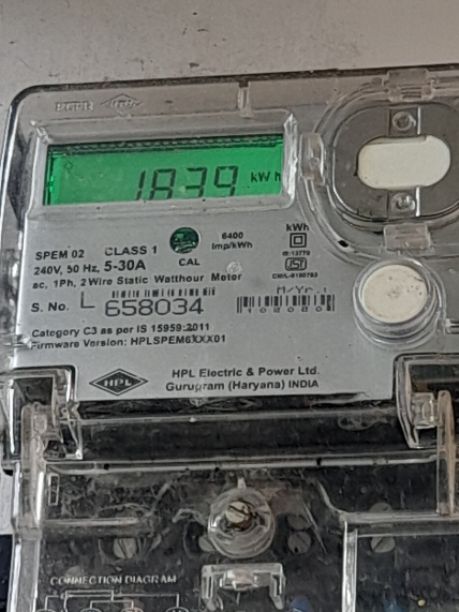 1839 kWh
SPEM 02 CLASS 1 6400 kWh
240V, 50 Hz, 5-30A CAL Imp/kWh
ac, 1Ph, 2 Wire Static Watthour Meter
S. No. L 658034 M/Yr.:
Category C3 as per IS 15959:2011
Firmware Version: HPLSPEM6XXX01
HPL HPL Electric & Power Ltd.
Gurugram (Haryana) INDIA
CONNECTION DIAGRAM